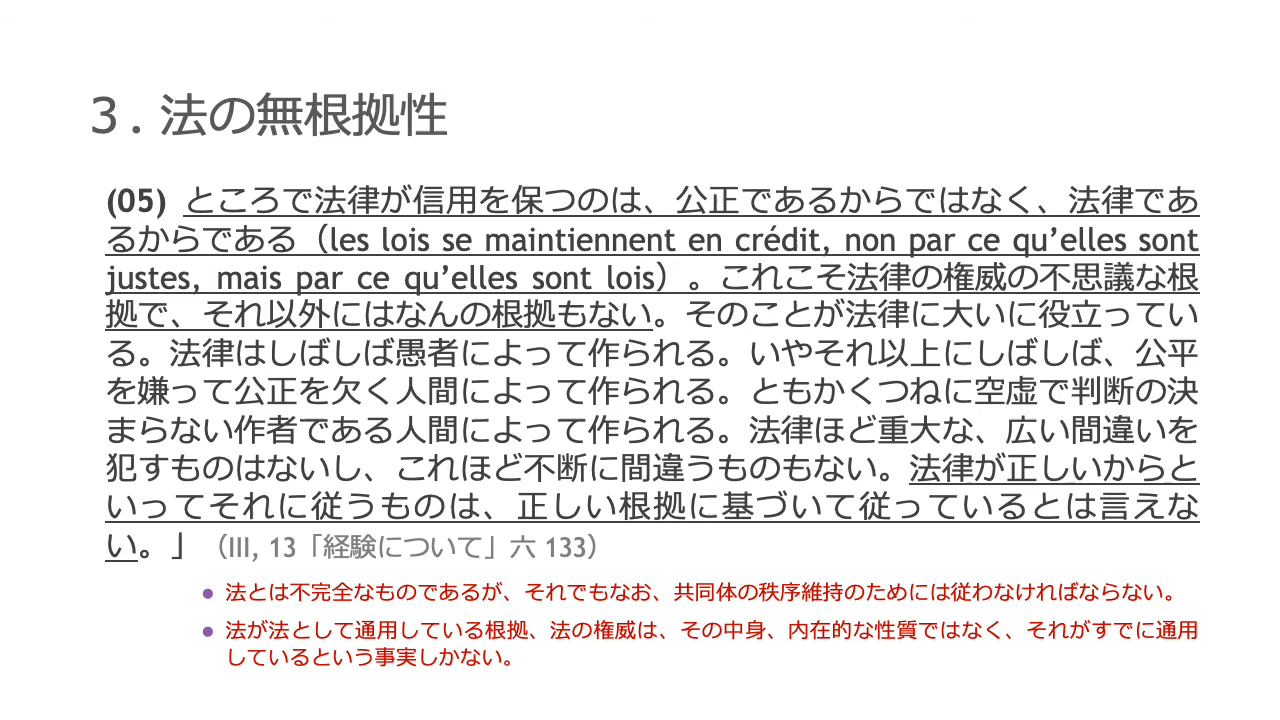 ３. 法の無根拠性
(05) ところで法律が信用を保つのは、公正であるからではなく、法律であ
るからである（les lois se maintiennent en crédit, non par ce qu’elles sont
justes, mais par ce qu’elles sont lois）。これこそ法律の権威の不思議な根
拠で、それ以外にはなんの根拠もない。そのことが法律に大いに役立ってい
る。法律はしばしば愚者によって作られる。いやそれ以上にしばしば、公平
を嫌って公正を欠く人間によって作られる。ともかくつねに空虚で判断の決
まらない作者である人間によって作られる。法律ほど重大な、広い間違いを
犯すものはないし、これほど不断に間違うものもない。法律が正しいからと
いってそれに従うものは、正しい根拠に基づいて従っているとは言えな
い。」（III, 13「経験について」六 133）
● 法とは不完全なものであるが、それでもなお、共同体の秩序維持のためには従わなければならない。
● 法が法として通用している根拠、法の権威は、その中身、内在的な性質ではなく、それがすでに通用
しているという事実しかない。